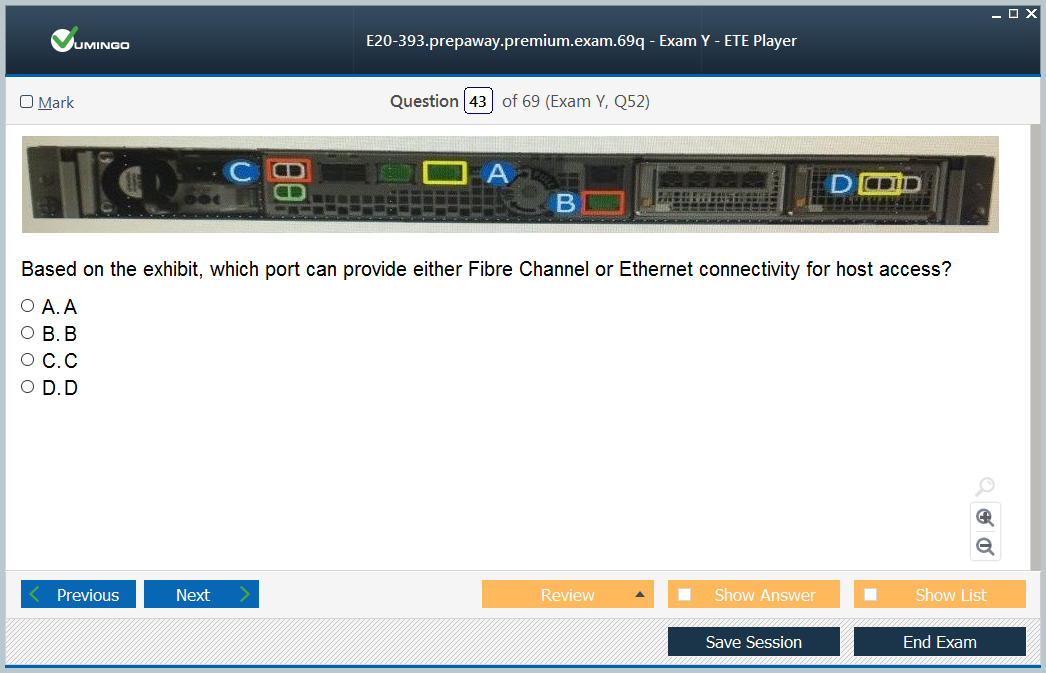 VUMINGO
E20-393.prepaway.premium.exam.69q - Exam Y - ETE Player
Mark
Question 43 of 69 (Exam Y, Q52)
C
A
B
D
Based on the exhibit, which port can provide either Fibre Channel or Ethernet connectivity for host access?
A. A
B. B
C. C
D. D
Previous
Next
Review
Show Answer
Show List
Save Session
End Exam